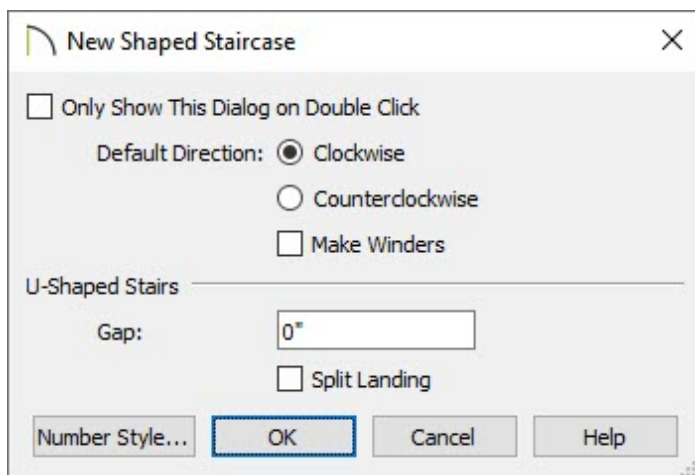 New Shaped Staircase
Only Show This Dialog on Double Click
Default Direction: Clockwise
Counterclockwise
Make Winders
U-Shaped Stairs
Gap: 0"
Split Landing
Number Style... OK Cancel Help